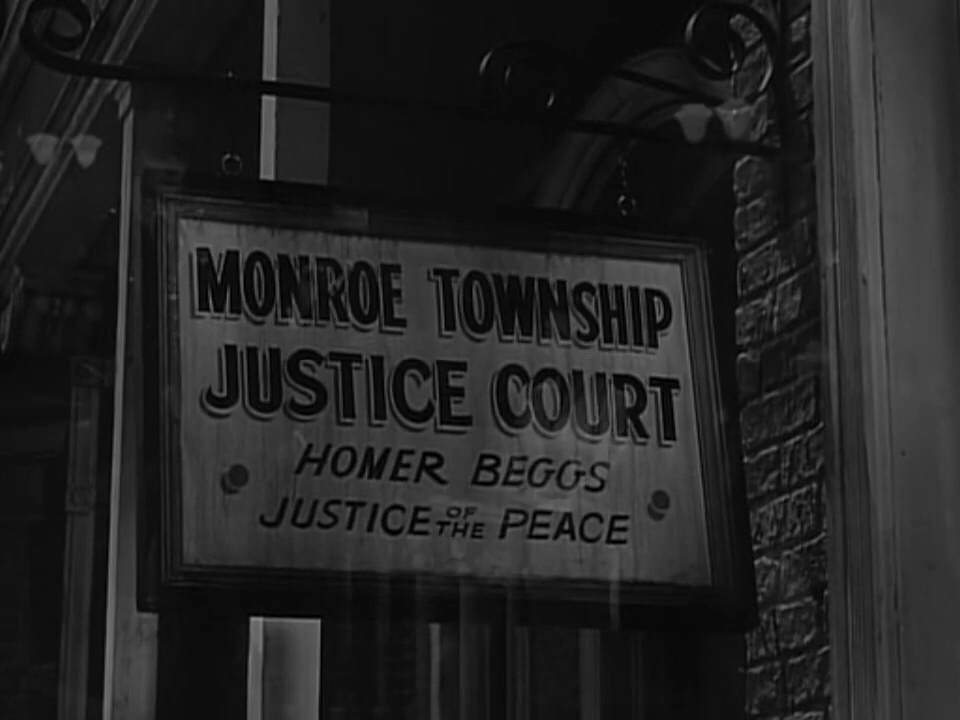 MONROE TOWNSHIP
JUSTICE COURT
HOMER BEGGS
JUSTICE OF THE PEACE